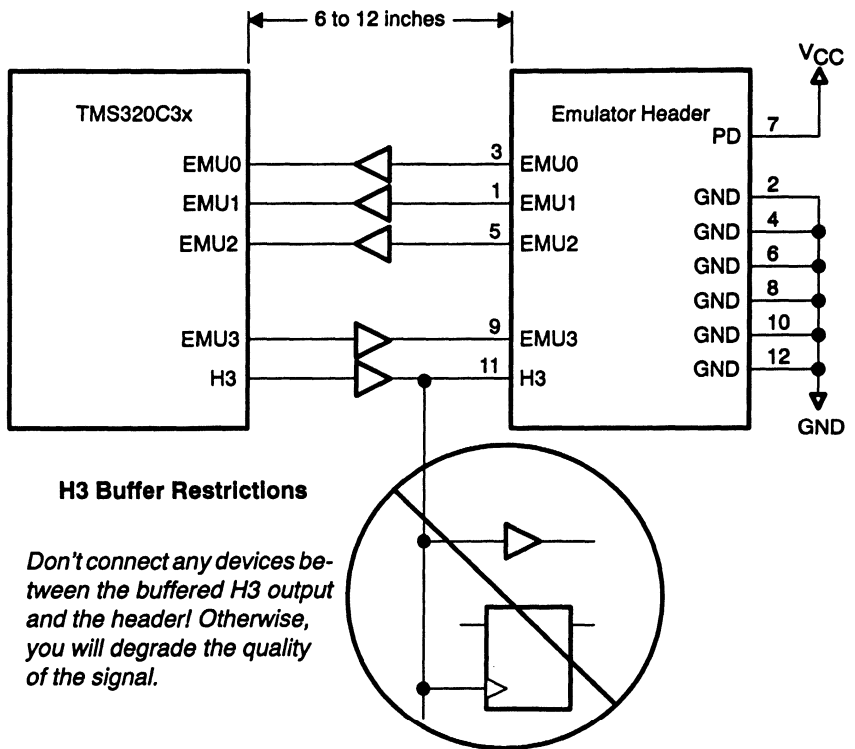 6 to 12 inches
VCC
TMS320C3x
Emulator Header
PD 7
EMU0 3 EMU0
EMU1 1 EMU1
EMU2 5 EMU2
GND 2
GND 4
GND 6
GND 8
GND 10
GND 12
EMU3 9 EMU3
H3 11 H3
GND
H3 Buffer Restrictions
Don't connect any devices be-
tween the buffered H3 output
and the header! Otherwise,
you will degrade the quality
of the signal.